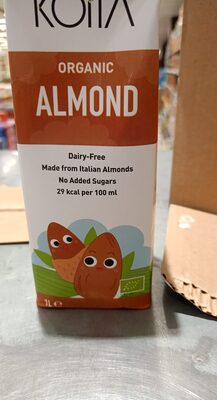 KOITA
ORGANIC
ALMOND
Dairy-Free
Made from Italian Almonds
No Added Sugars
29 kcal per 100 ml
1L ℮